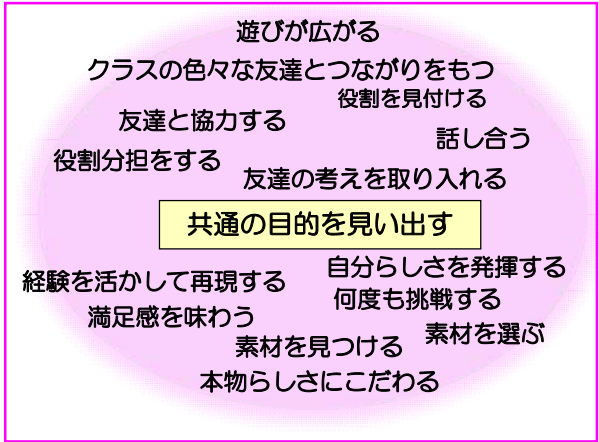 遊びが広がる
クラスの色々な友達とつながりをもつ
役割を見付ける
友達と協力する
話し合う
役割分担をする
友達の考えを取り入れる
共通の目的を見い出す
自分らしさを発揮する
経験を活かして再現する
何度も挑戦する
満足感を味わう
素材を選ぶ
素材を見つける
本物らしさにこだわる